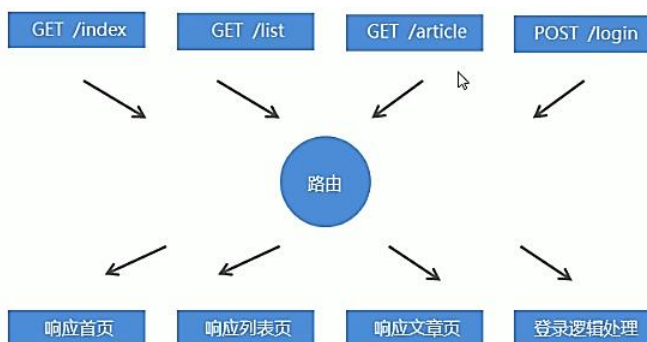 GET /index
GET /list
GET /article
POST /login
路由
响应首页
响应列表页
响应文章页
登录逻辑处理